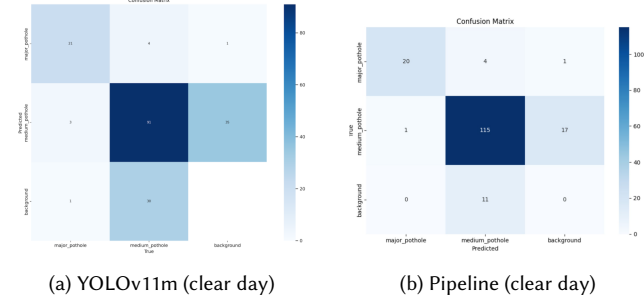 Confusion Matrix
major_pothole
medium_pothole
background
Predicted
4
1
80
60
40
20
0
major_pothole
medium_pothole
background
True
(a) YOLOv11m (clear day)
Confusion Matrix
major_pothole
medium_pothole
background
True
20 4 1
1 115 17
0 11 0
100
80
60
40
20
0
major_pothole
medium_pothole
background
Predicted
(b) Pipeline (clear day)